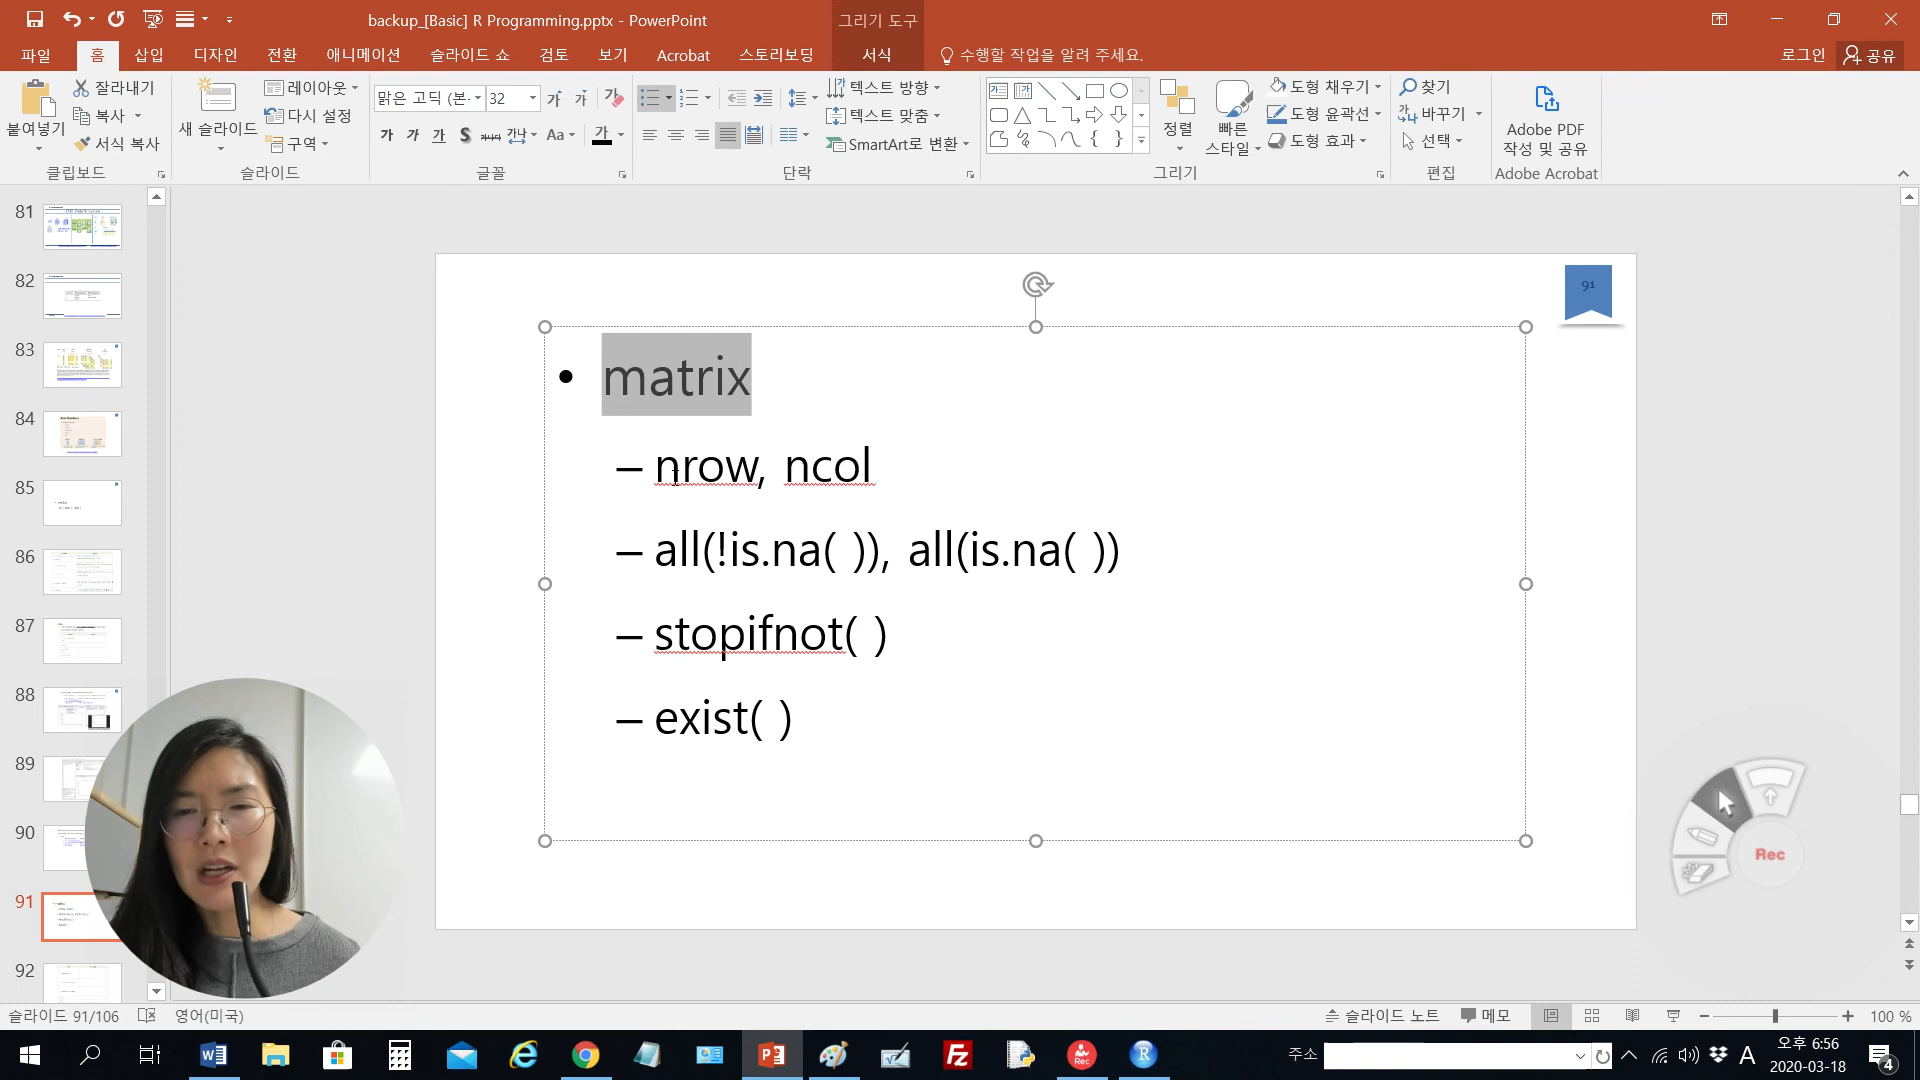 backup_[Basic] R Programming.pptx - PowerPoint
그리기 도구
파일 홈 삽입 디자인 전환 애니메이션 슬라이드 쇼 검토 보기 Acrobat 스토리보딩 서식 수행할 작업을 알려 주세요. 로그인 공유
붙여넣기
잘라내기
복사
서식 복사
클립보드
새 슬라이드
레이아웃
다시 설정
구역
슬라이드
맑은 고딕 (본- 32
가 가 가 S 가나다 간나 Aa 가
글꼴
텍스트 방향
텍스트 맞춤
SmartArt로 변환
단락
정렬
빠른
스타일
도형 채우기
도형 윤곽선
도형 효과
그리기
찾기
바꾸기
선택
편집
Adobe PDF
작성 및 공유
Adobe Acrobat
81
82
83
84
85
86
87
88
89
90
91
92
91
• matrix
– nrow, ncol
– all(!is.na( )), all(is.na( ))
– stopifnot( )
– exist( )
Rec
슬라이드 91/106 영어(미국)
슬라이드 노트 메모 100 %
주소
A
오후 6:56
2020-03-18
4